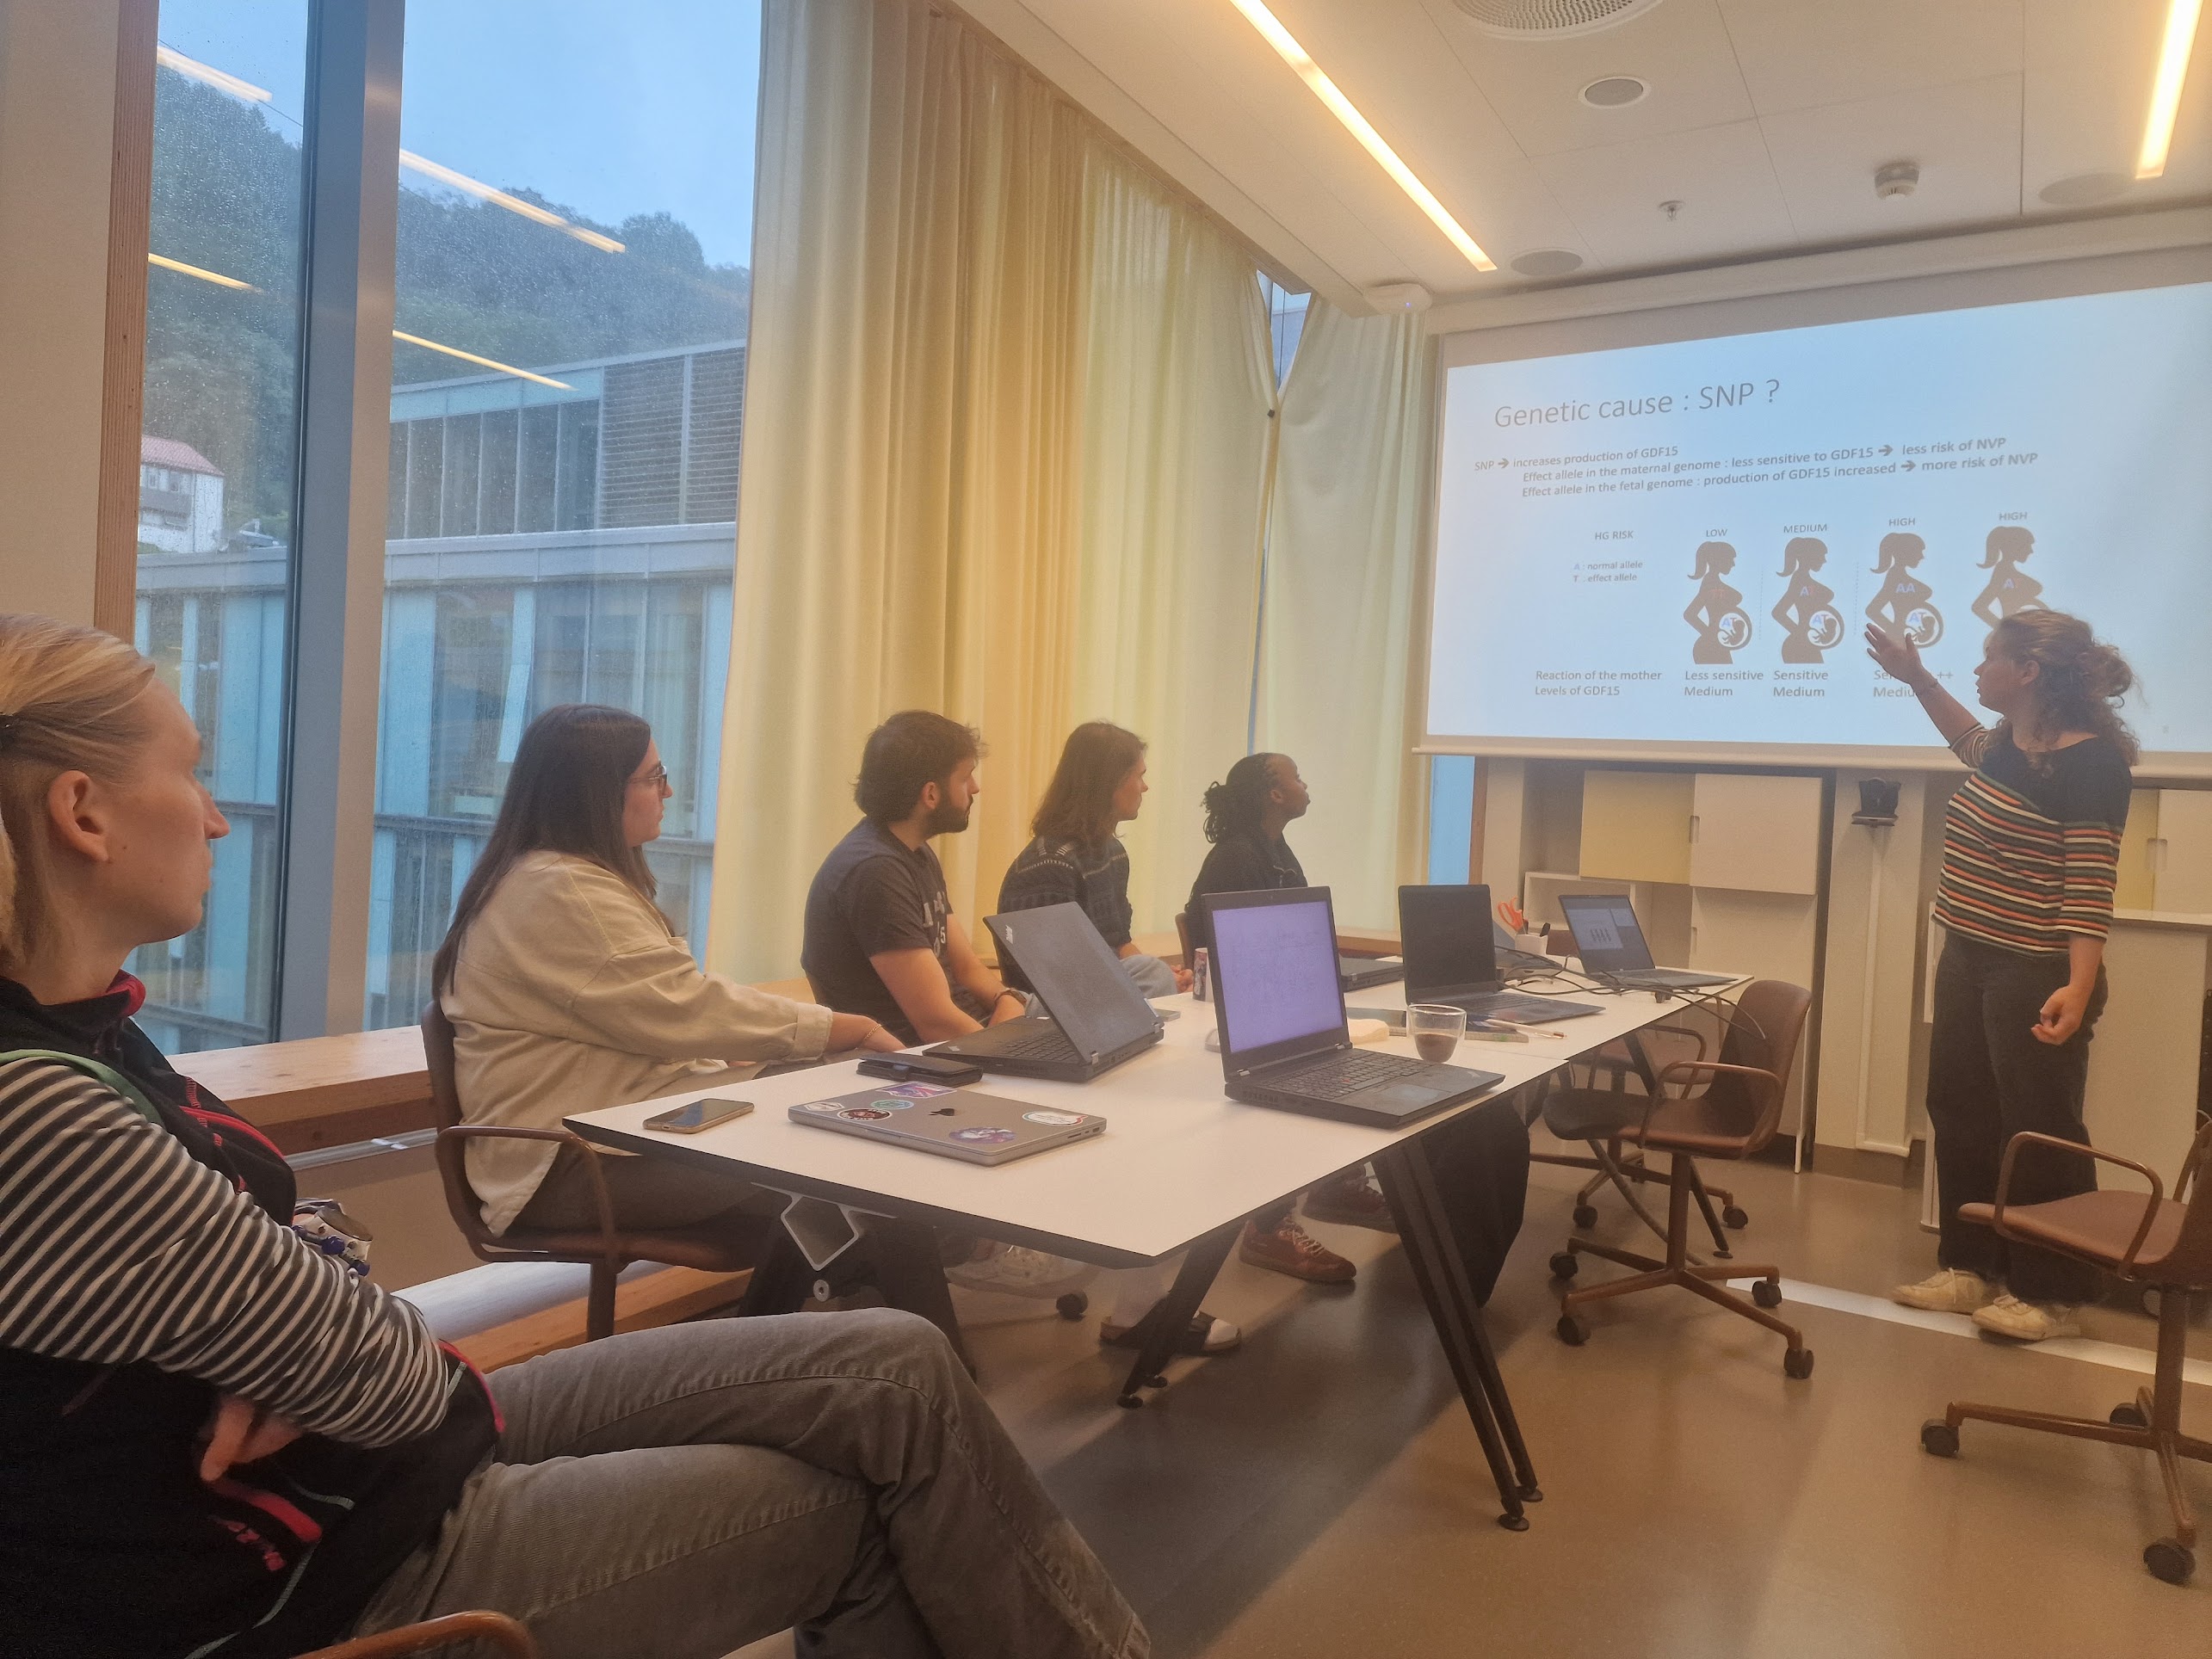 Genetic cause : SNP ?
SNP ➔ increases production of GDF15
Effect allele in the maternal genome : less sensitive to GDF15 ➔ less risk of NVP
Effect allele in the fetal genome : production of GDF15 increased ➔ more risk of NVP
HG RISK LOW MEDIUM HIGH HIGH
A : normal allele
T : effect allele
AA
AT AT AT
Reaction of the mother Less sensitive Sensitive ++
Levels of GDF15 Medium Medium